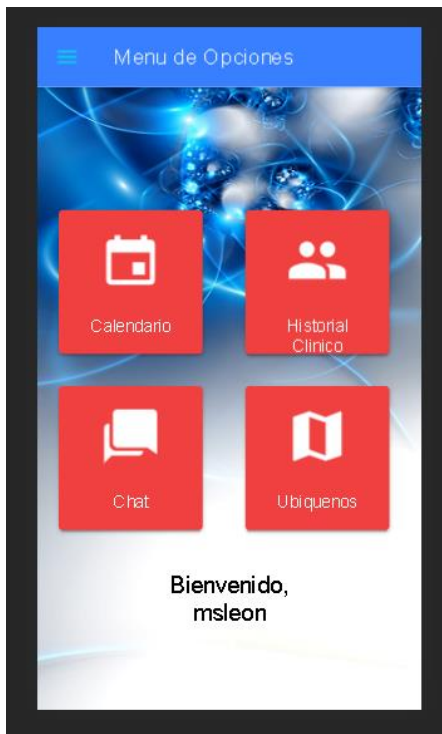 Menu de Opciones
Calendario
Historial
Clinico
Chat
Ubiquenos
Bienvenido,
msleon